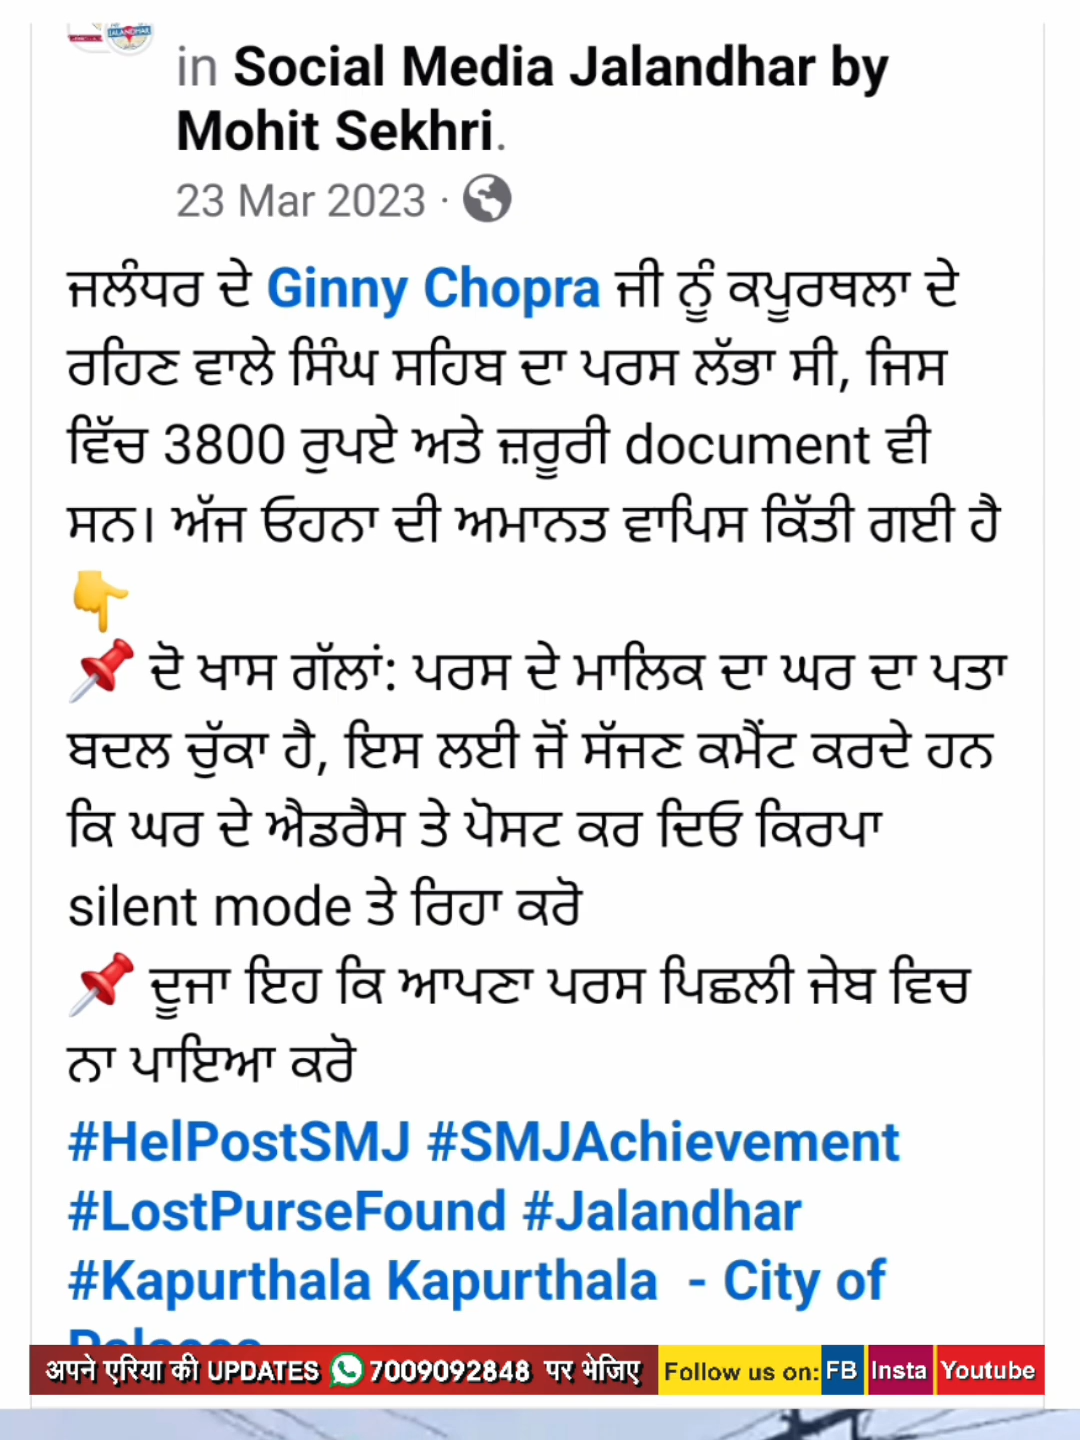 JALANDHAR
in Social Media Jalandhar by
Mohit Sekhri.
23 Mar 2023 ·
ਜਲੰਧਰ ਦੇ Ginny Chopra ਜੀ ਨੂੰ ਕਪੂਰਥਲਾ ਦੇ
ਰਹਿਣ ਵਾਲੇ ਸਿੰਘ ਸਹਿਬ ਦਾ ਪਰਸ ਲੱਭਾ ਸੀ, ਜਿਸ
ਵਿੱਚ 3800 ਰੁਪਏ ਅਤੇ ਜ਼ਰੂਰੀ document ਵੀ
ਸਨ। ਅੱਜ ਓਹਨਾ ਦੀ ਅਮਾਨਤ ਵਾਪਿਸ ਕਿੱਤੀ ਗਈ ਹੈ
👇
📌 ਦੋ ਖਾਸ ਗੱਲਾਂ: ਪਰਸ ਦੇ ਮਾਲਿਕ ਦਾ ਘਰ ਦਾ ਪਤਾ
ਬਦਲ ਚੁੱਕਾ ਹੈ, ਇਸ ਲਈ ਜੋਂ ਸੱਜਣ ਕਮੈਂਟ ਕਰਦੇ ਹਨ
ਕਿ ਘਰ ਦੇ ਐਡਰੈਸ ਤੇ ਪੋਸਟ ਕਰ ਦਿਓ ਕਿਰਪਾ
silent mode ਤੇ ਰਿਹਾ ਕਰੋ
📌 ਦੂਜਾ ਇਹ ਕਿ ਆਪਣਾ ਪਰਸ ਪਿਛਲੀ ਜੇਬ ਵਿਚ
ਨਾ ਪਾਇਆ ਕਰੋ
#HelPostSMJ #SMJAchievement
#LostPurseFound #Jalandhar
#Kapurthala Kapurthala - City of
अपने एरिया की UPDATES 7009092848 पर भेजिए Follow us on: FB Insta Youtube